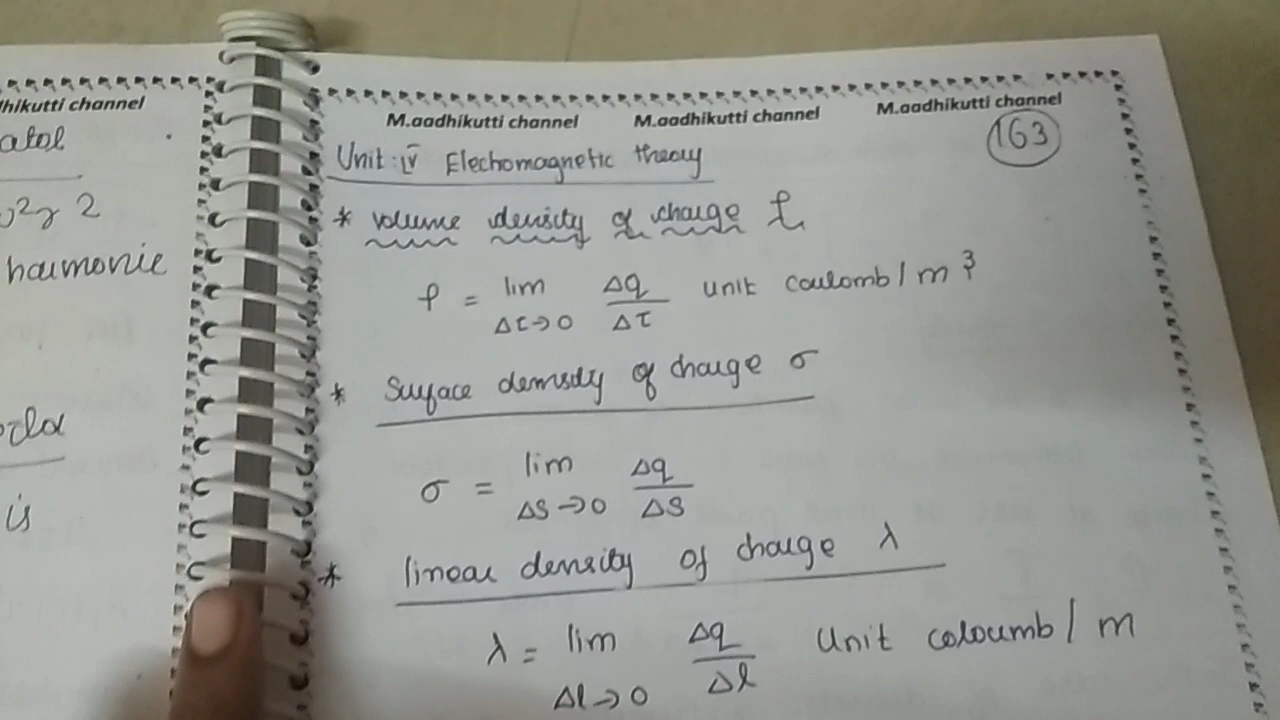 hikutti channel
M.aadhikutti channel M.aadhikutti channel M.aadhikutti channel
163
Unit: IV Elechomagnetic theory
* volume density of charge ρ
ρ = lim Δq/Δτ unit coulomb/m³
Δτ→0
* Surface density of charge σ
σ = lim Δq/ΔS
ΔS→0
* linear density of charge λ
λ = lim Δq/Δl Unit coloumb/m
Δl→0
harmonic
is